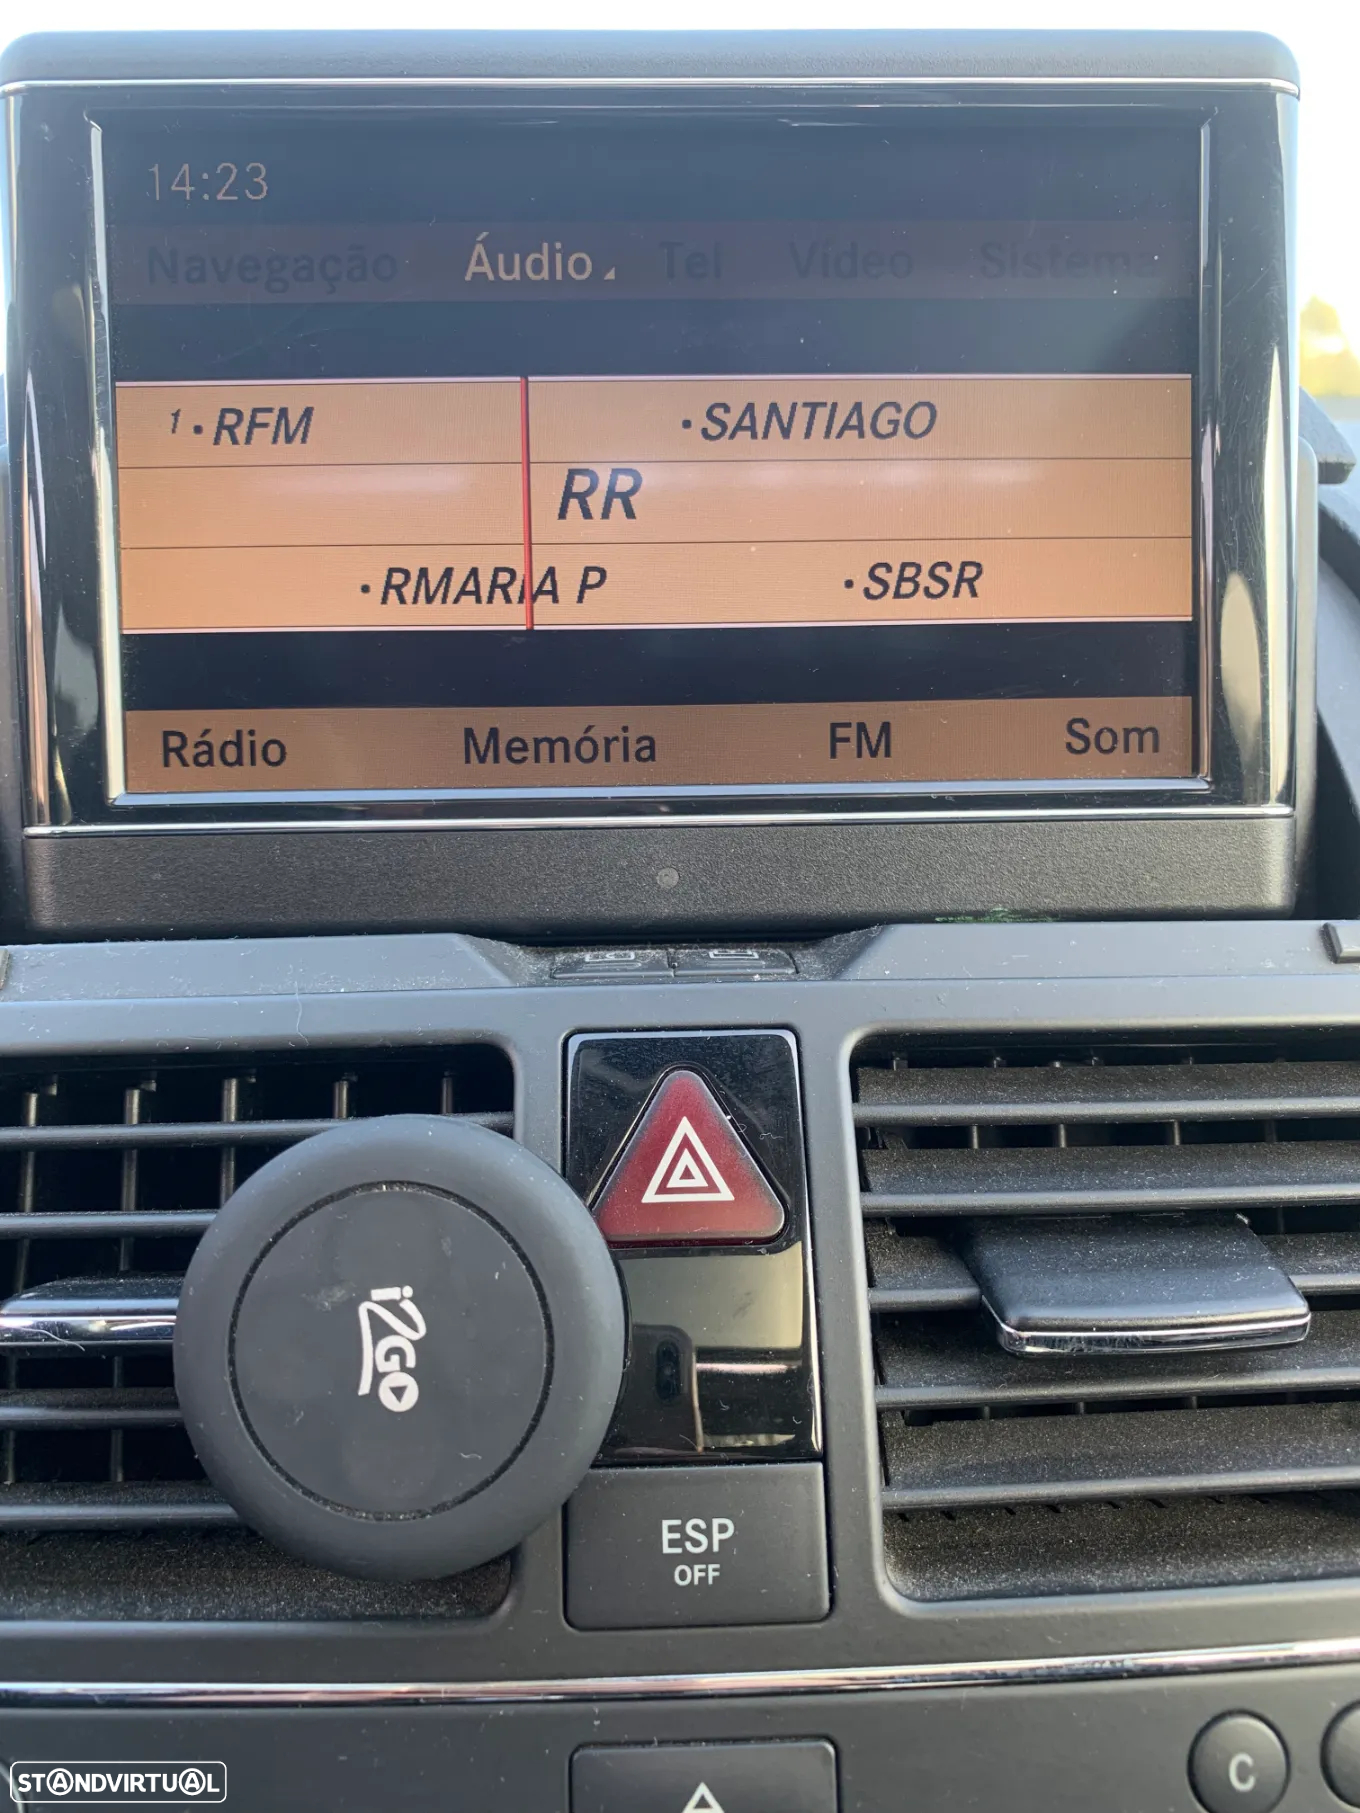 14:23
Navegação Áudio Tel Vídeo Sistema
1 •RFM •SANTIAGO
RR
•RMARIA P •SBSR
Rádio Memória FM Som
i2GO
ESP
OFF
C
STANDVIRTUAL